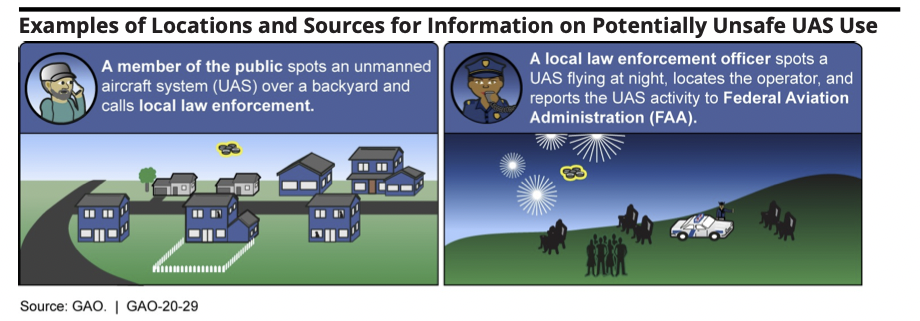 Examples of Locations and Sources for Information on Potentially Unsafe UAS Use
A member of the public spots an unmanned
aircraft system (UAS) over a backyard and
calls local law enforcement.
A local law enforcement officer spots a
UAS flying at night, locates the operator, and
reports the UAS activity to Federal Aviation
Administration (FAA).
Source: GAO. | GAO-20-29